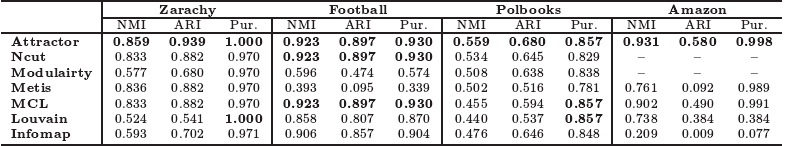 Zarachy Football Polbooks Amazon
NMI ARI Pur. NMI ARI Pur. NMI ARI Pur. NMI ARI Pur.
Attractor 0.859 0.939 1.000 0.923 0.897 0.930 0.559 0.680 0.857 0.931 0.580 0.998
Ncut 0.833 0.882 0.970 0.923 0.897 0.930 0.534 0.645 0.829 – – –
Modulairty 0.577 0.680 0.970 0.596 0.474 0.574 0.508 0.638 0.838 – – –
Metis 0.836 0.882 0.970 0.393 0.095 0.339 0.502 0.516 0.781 0.761 0.092 0.989
MCL 0.833 0.882 0.970 0.923 0.897 0.930 0.455 0.594 0.857 0.902 0.490 0.991
Louvain 0.524 0.541 1.000 0.858 0.807 0.870 0.440 0.537 0.857 0.738 0.384 0.384
Infomap 0.593 0.702 0.971 0.906 0.857 0.904 0.476 0.646 0.848 0.209 0.009 0.077